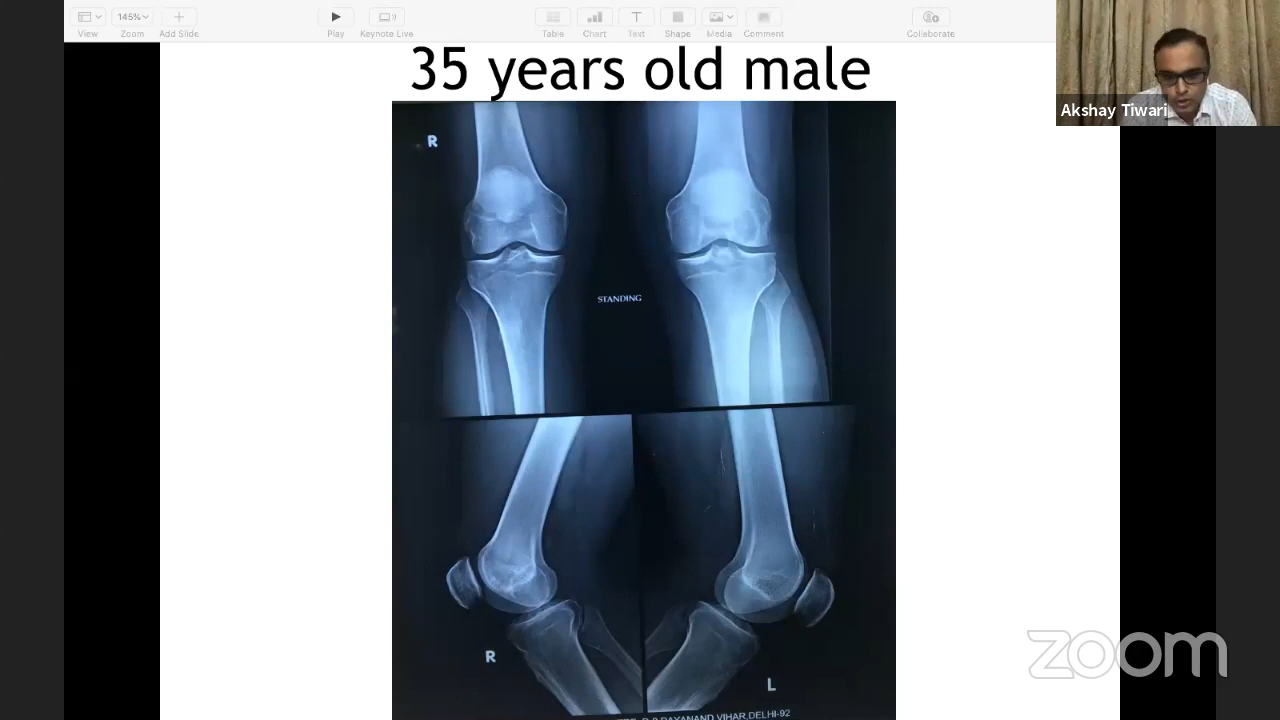 145%
View
Zoom
Add Slide
Play
Keynote Live
Table
Chart
Text
Shape
Media
Comment
Collaborate
35 years old male
Akshay Tiwari
R
STANDING
R
L
DAYANAND VIHAR,DELHI-92
zoom